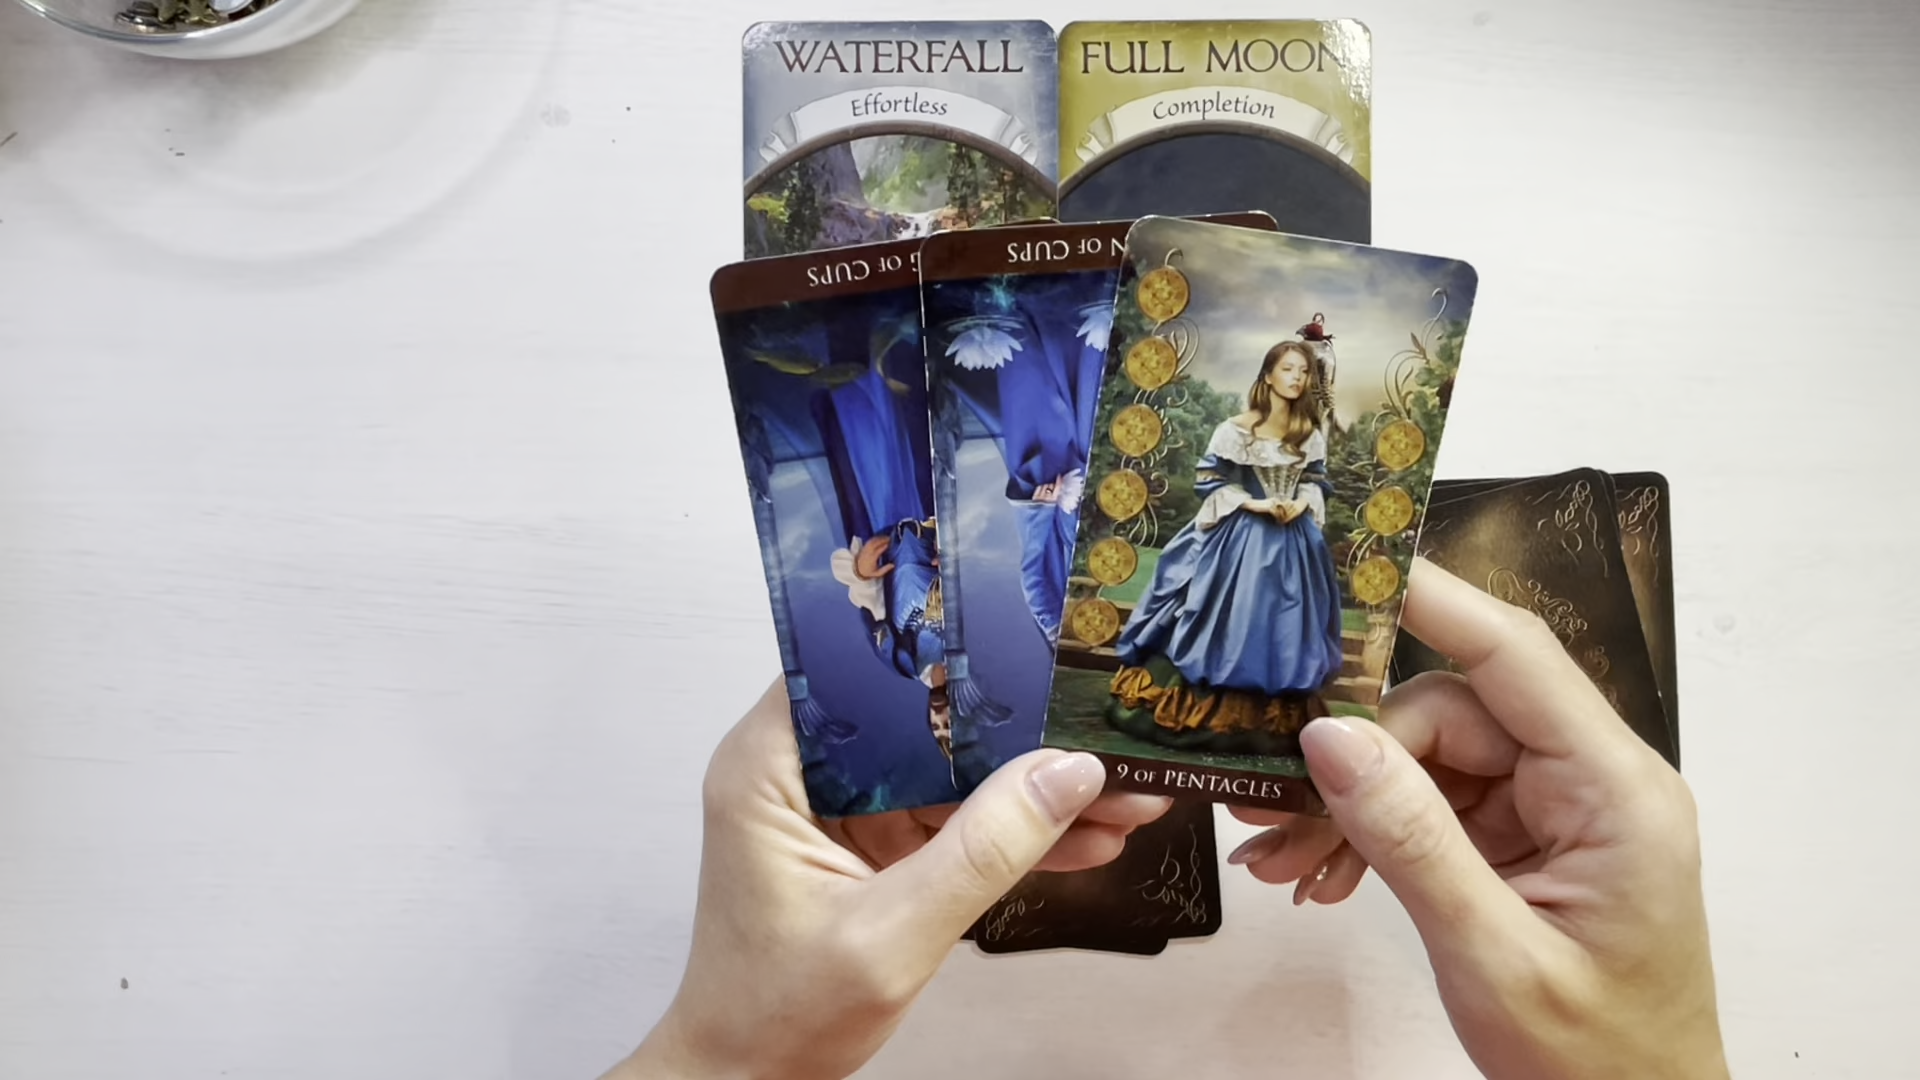 WATERFALL
Effortless
FULL MOON
Completion
G OF CUPS
N OF CUPS
9 OF PENTACLES